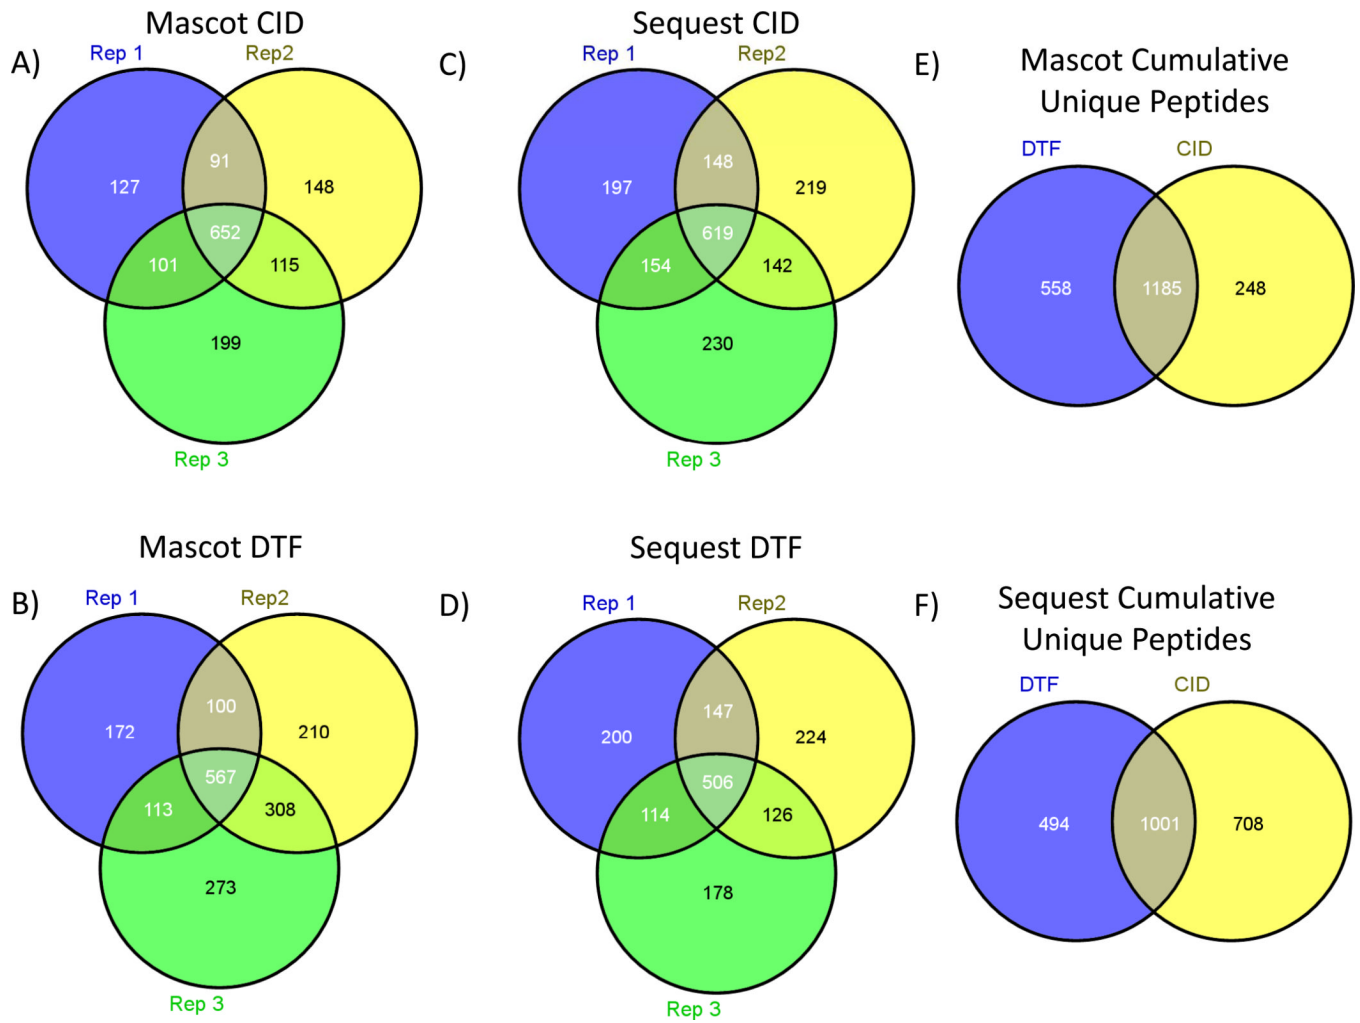 Mascot CID
A)
Rep 1
Rep2
91
127
148
652
101
115
199
Rep 3
Sequest CID
C)
Rep 1
Rep2
148
197
219
619
154
142
230
Rep 3
E)
Mascot Cumulative
Unique Peptides
DTF
CID
558
1185
248
Mascot DTF
B)
Rep 1
Rep2
100
172
210
567
113
308
273
Rep 3
Sequest DTF
D)
Rep 1
Rep2
147
200
224
506
114
126
178
Rep 3
F)
Sequest Cumulative
Unique Peptides
DTF
CID
494
1001
708